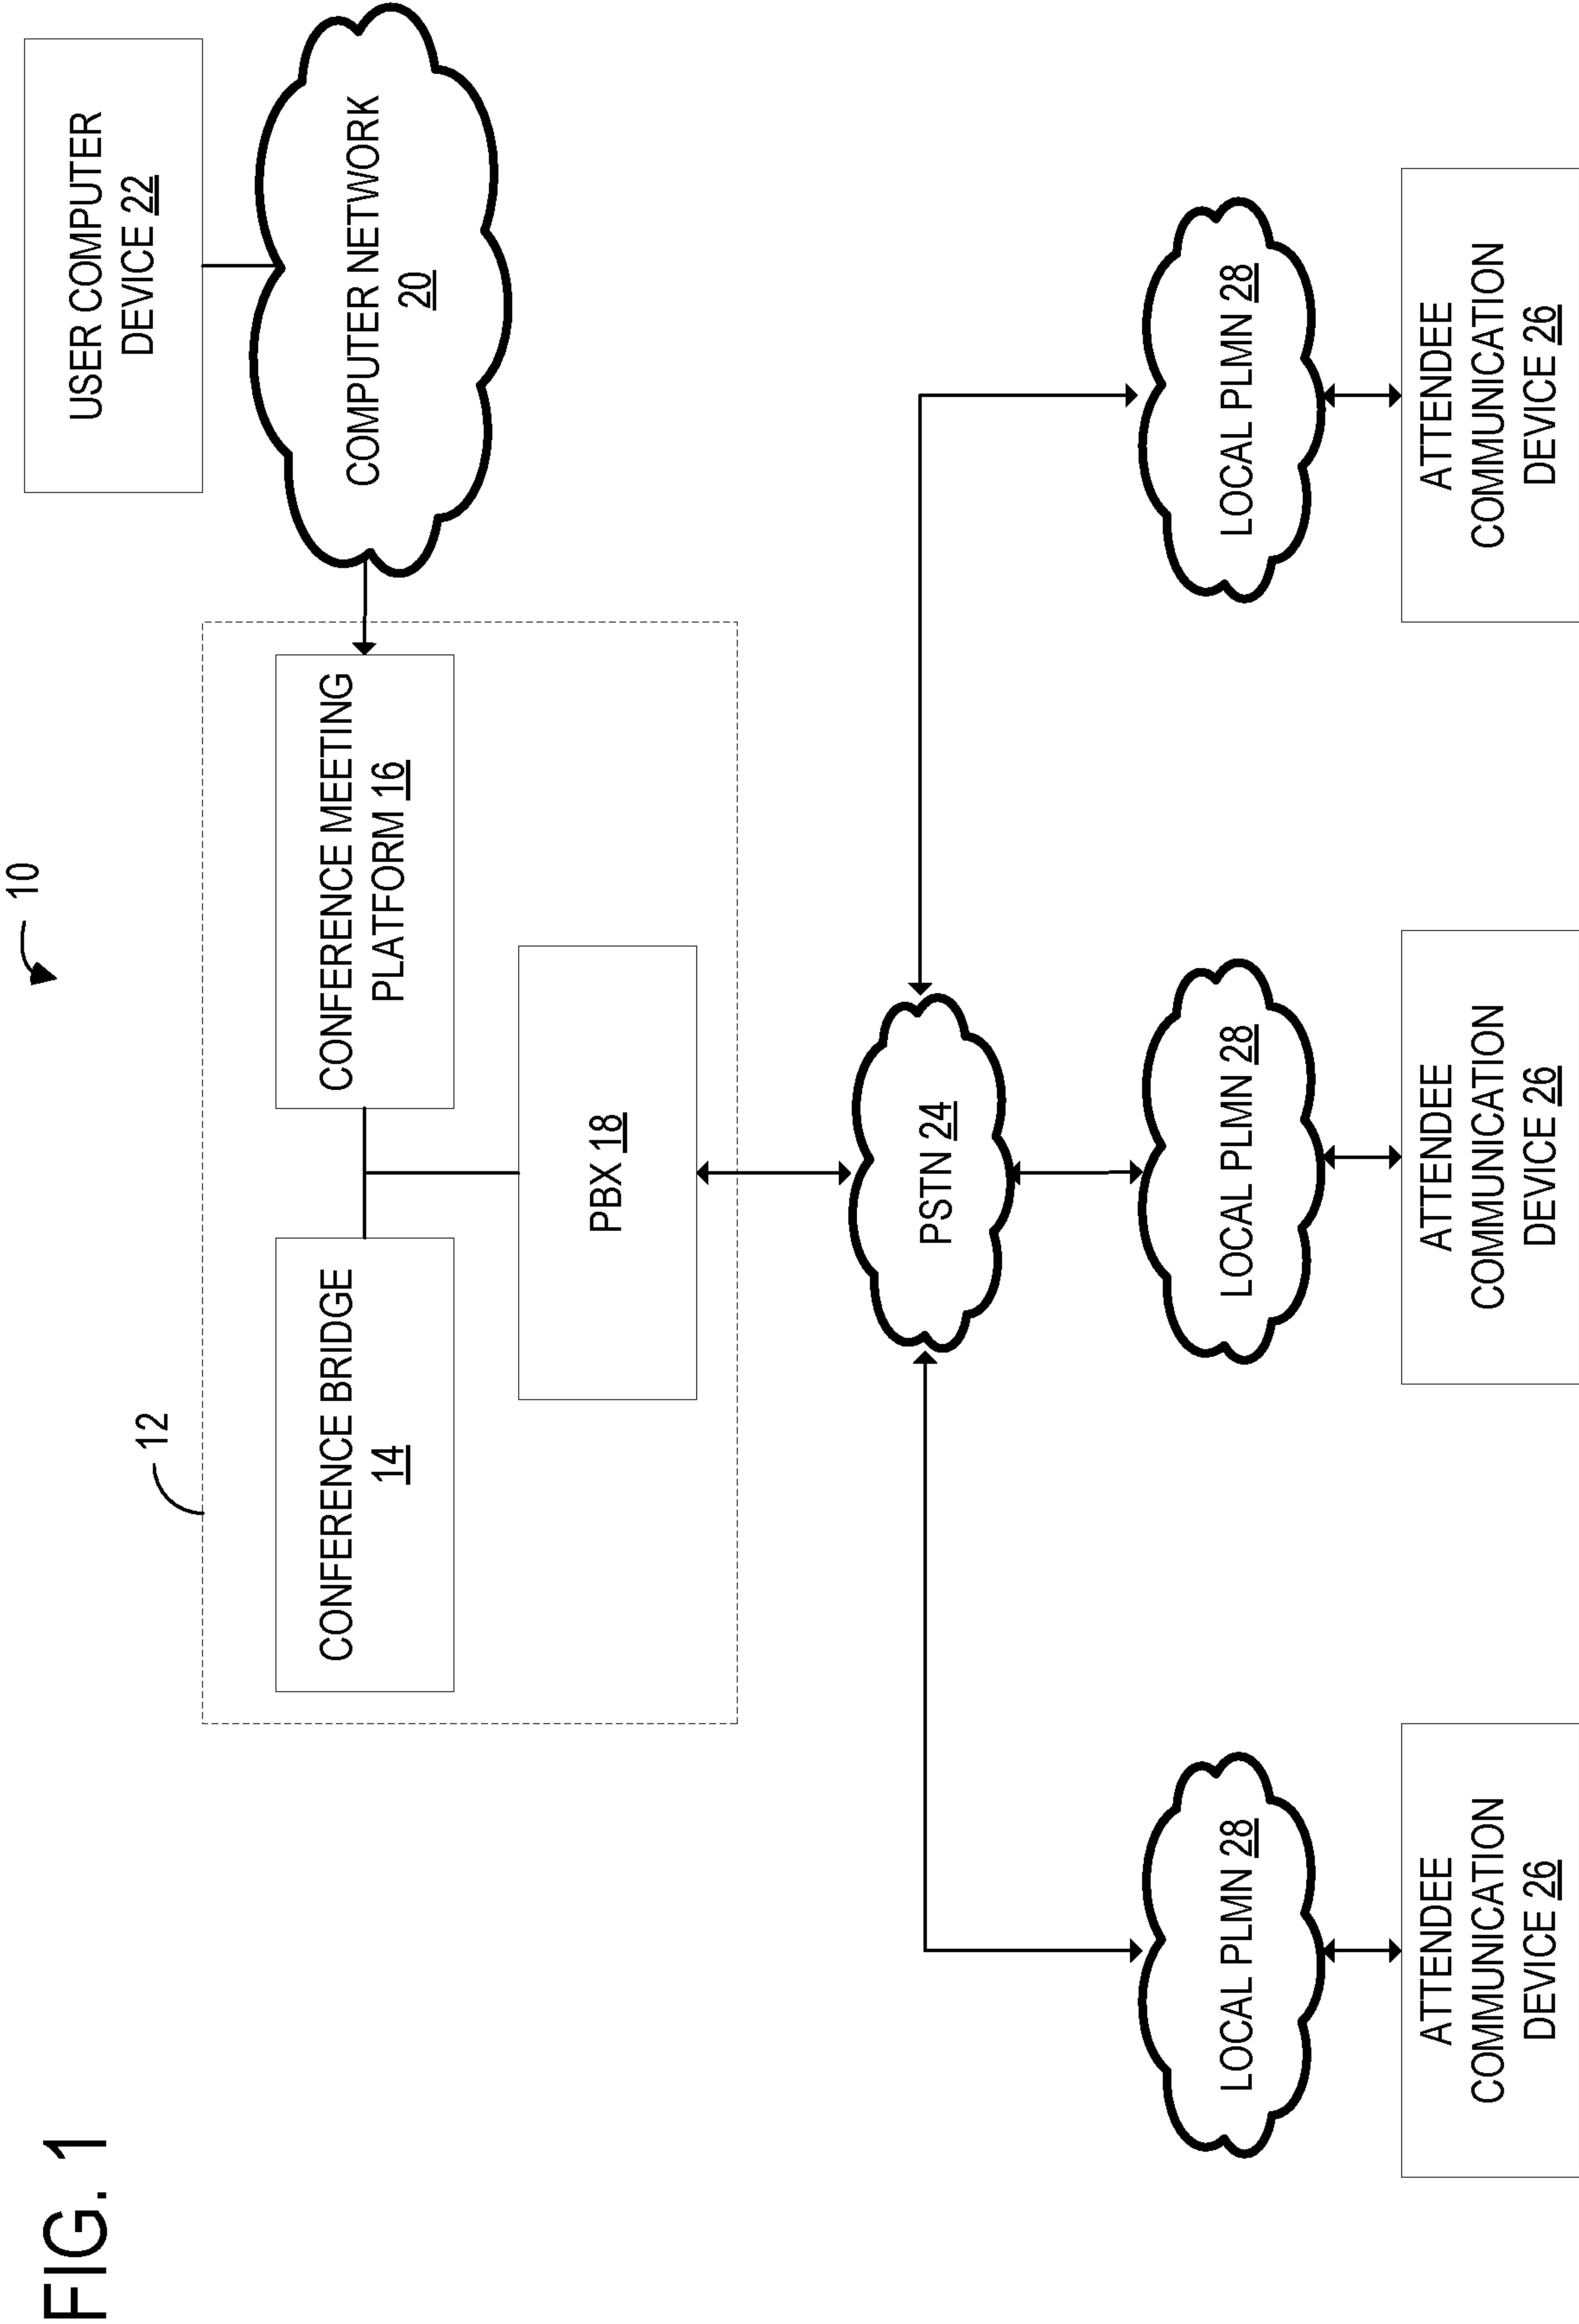 FIG. 1
10
12
USER COMPUTER
DEVICE 22
CONFERENCE BRIDGE
14
CONFERENCE MEETING
PLATFORM 16
COMPUTER NETWORK
20
PBX 18
PSTN 24
LOCAL PLMN 28
LOCAL PLMN 28
LOCAL PLMN 28
ATTENDEE
COMMUNICATION
DEVICE 26
ATTENDEE
COMMUNICATION
DEVICE 26
ATTENDEE
COMMUNICATION
DEVICE 26